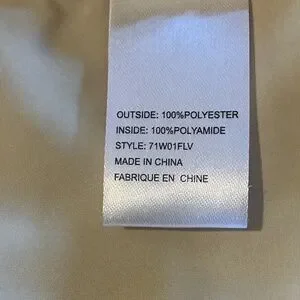 OUTSIDE: 100%POLYESTER
INSIDE: 100%POLYAMIDE
STYLE: 71W01FLV
MADE IN CHINA
FABRIQUE EN CHINE